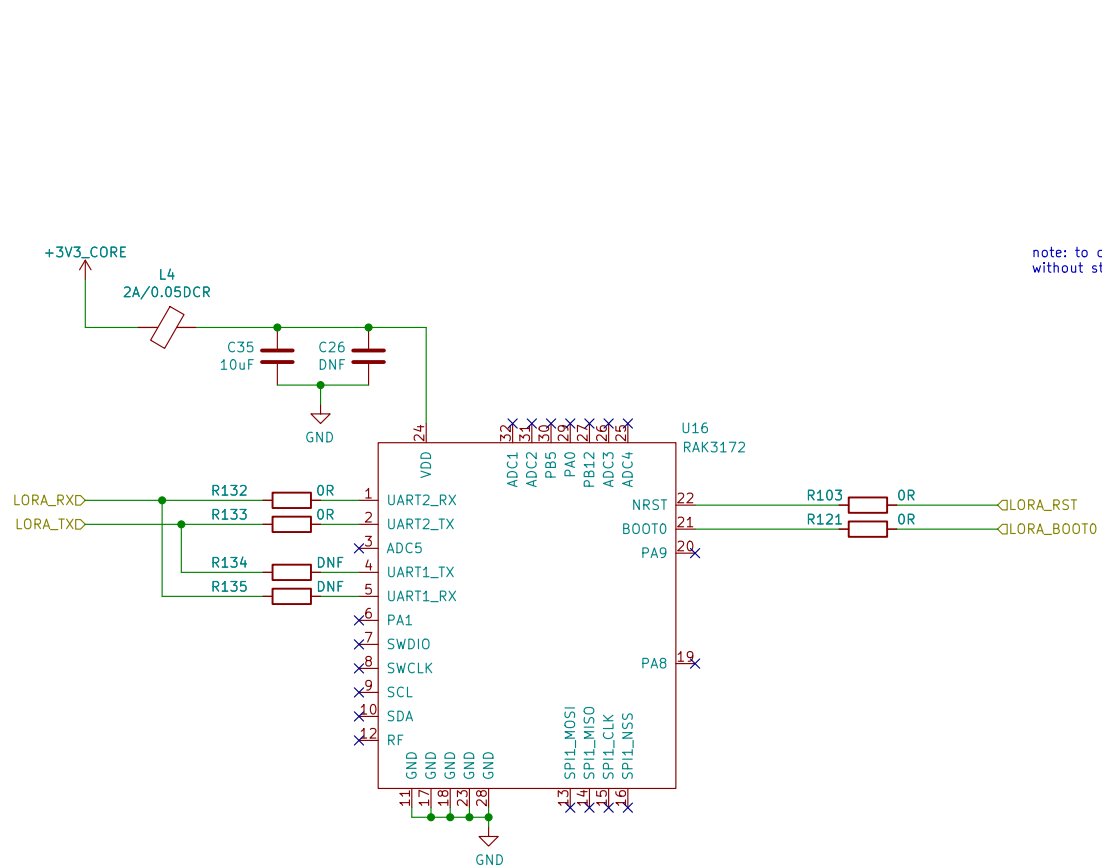 +3V3_CORE
note: to
without
L4
2A/0.05DCR
C35
10uF
C26
DNF
GND
U16
RAK3172
24
32
31
30
29
27
26
25
VDD
ADC1
ADC2
PB5
PA0
PB12
ADC3
ADC4
LORA_RX
R132
0R
1
UART2_RX
LORA_TX
R133
0R
2
UART2_TX
3
ADC5
R134
DNF
4
UART1_TX
R135
DNF
5
UART1_RX
6
PA1
7
SWDIO
8
SWCLK
9
SCL
10
SDA
12
RF
NRST
22
R103
0R
LORA_RST
BOOT0
21
R121
0R
LORA_BOOT0
PA9
20
PA8
19
GND
GND
GND
GND
GND
SPI1_MOSI
SPI1_MISO
SPI1_CLK
SPI1_NSS
11
17
18
23
28
13
14
15
16
GND